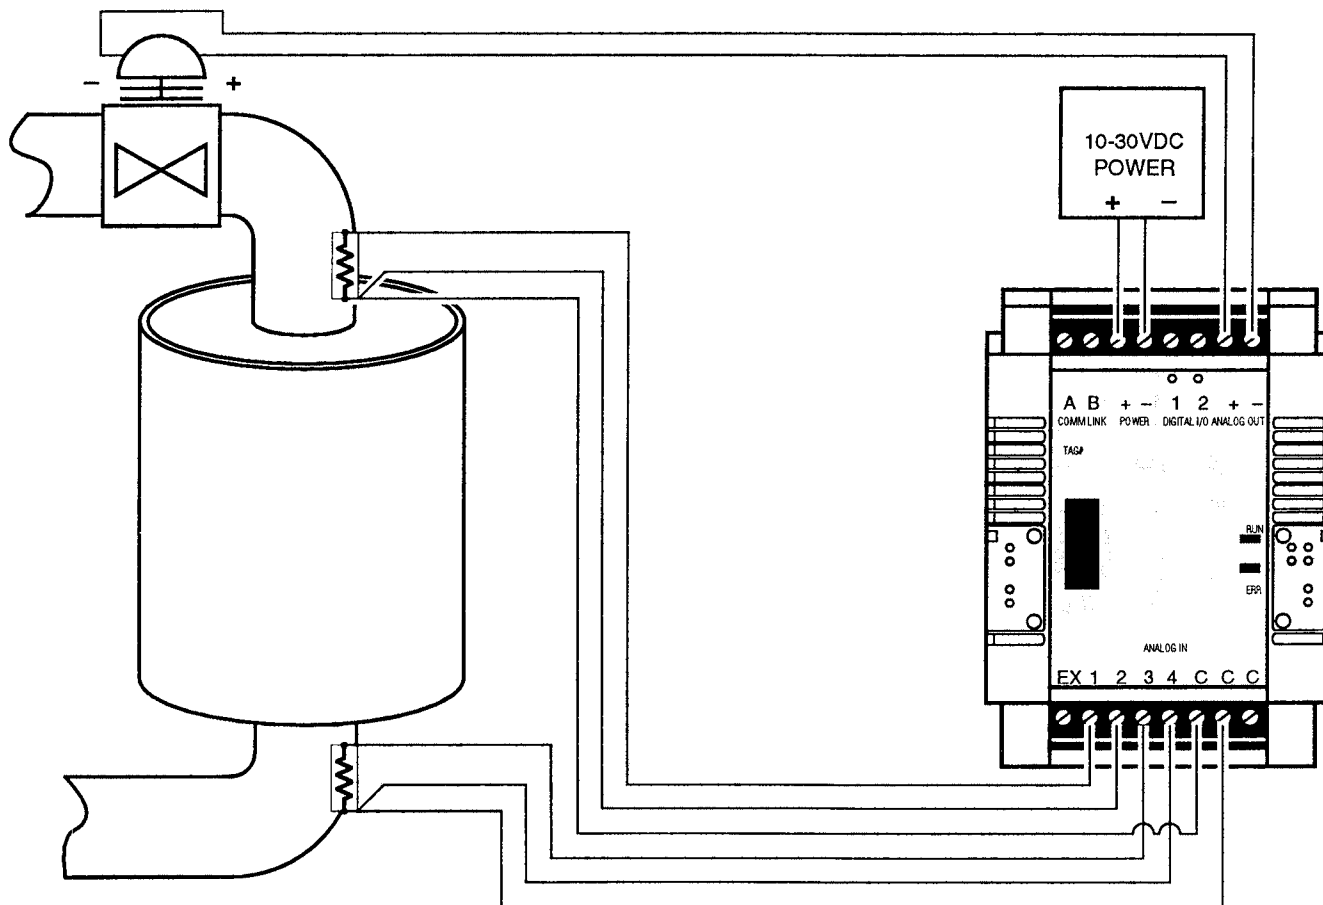 − +
10-30VDC
POWER
+ −
A B + − 1 2 + −
COMM LINK POWER DIGITAL I/O ANALOG OUT
TAG#
RUN
ERR
ANALOG IN
EX 1 2 3 4 C C C